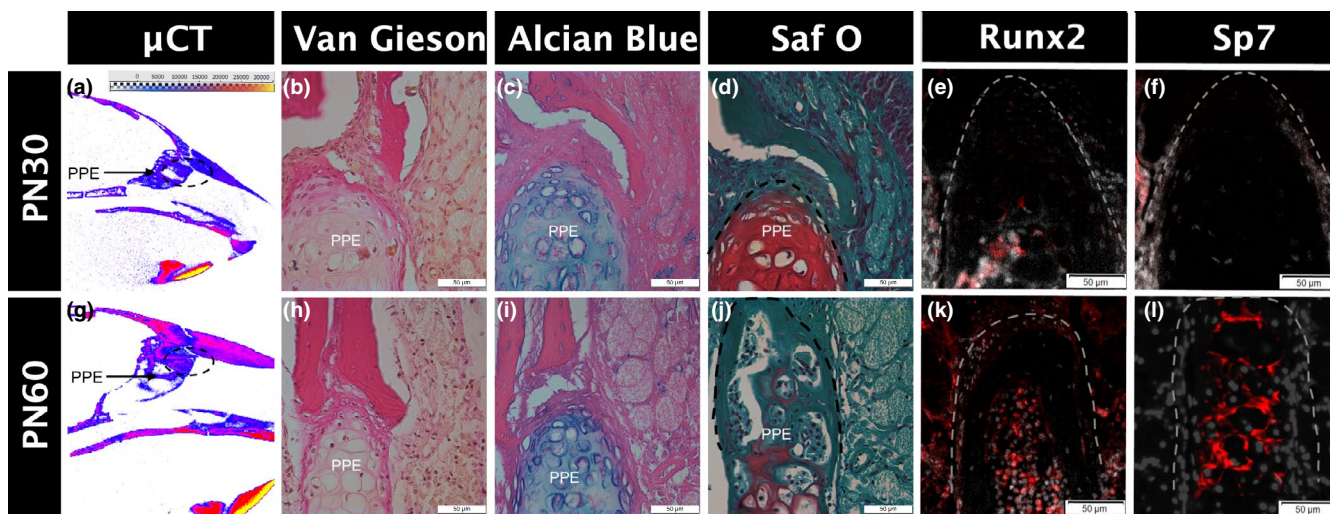 μCT
Van Gieson
Alcian Blue
Saf O
Runx2
Sp7
PN30
(a)
0 5000 10000 15000 20000 25000 30000
PPE
(b)
PPE
50 μm
(c)
PPE
50 μm
(d)
PPE
50 μm
(e)
50 μm
(f)
50 μm
PN60
(g)
PPE
(h)
PPE
50 μm
(i)
PPE
50 μm
(j)
PPE
50 μm
(k)
50 μm
(l)
50 μm